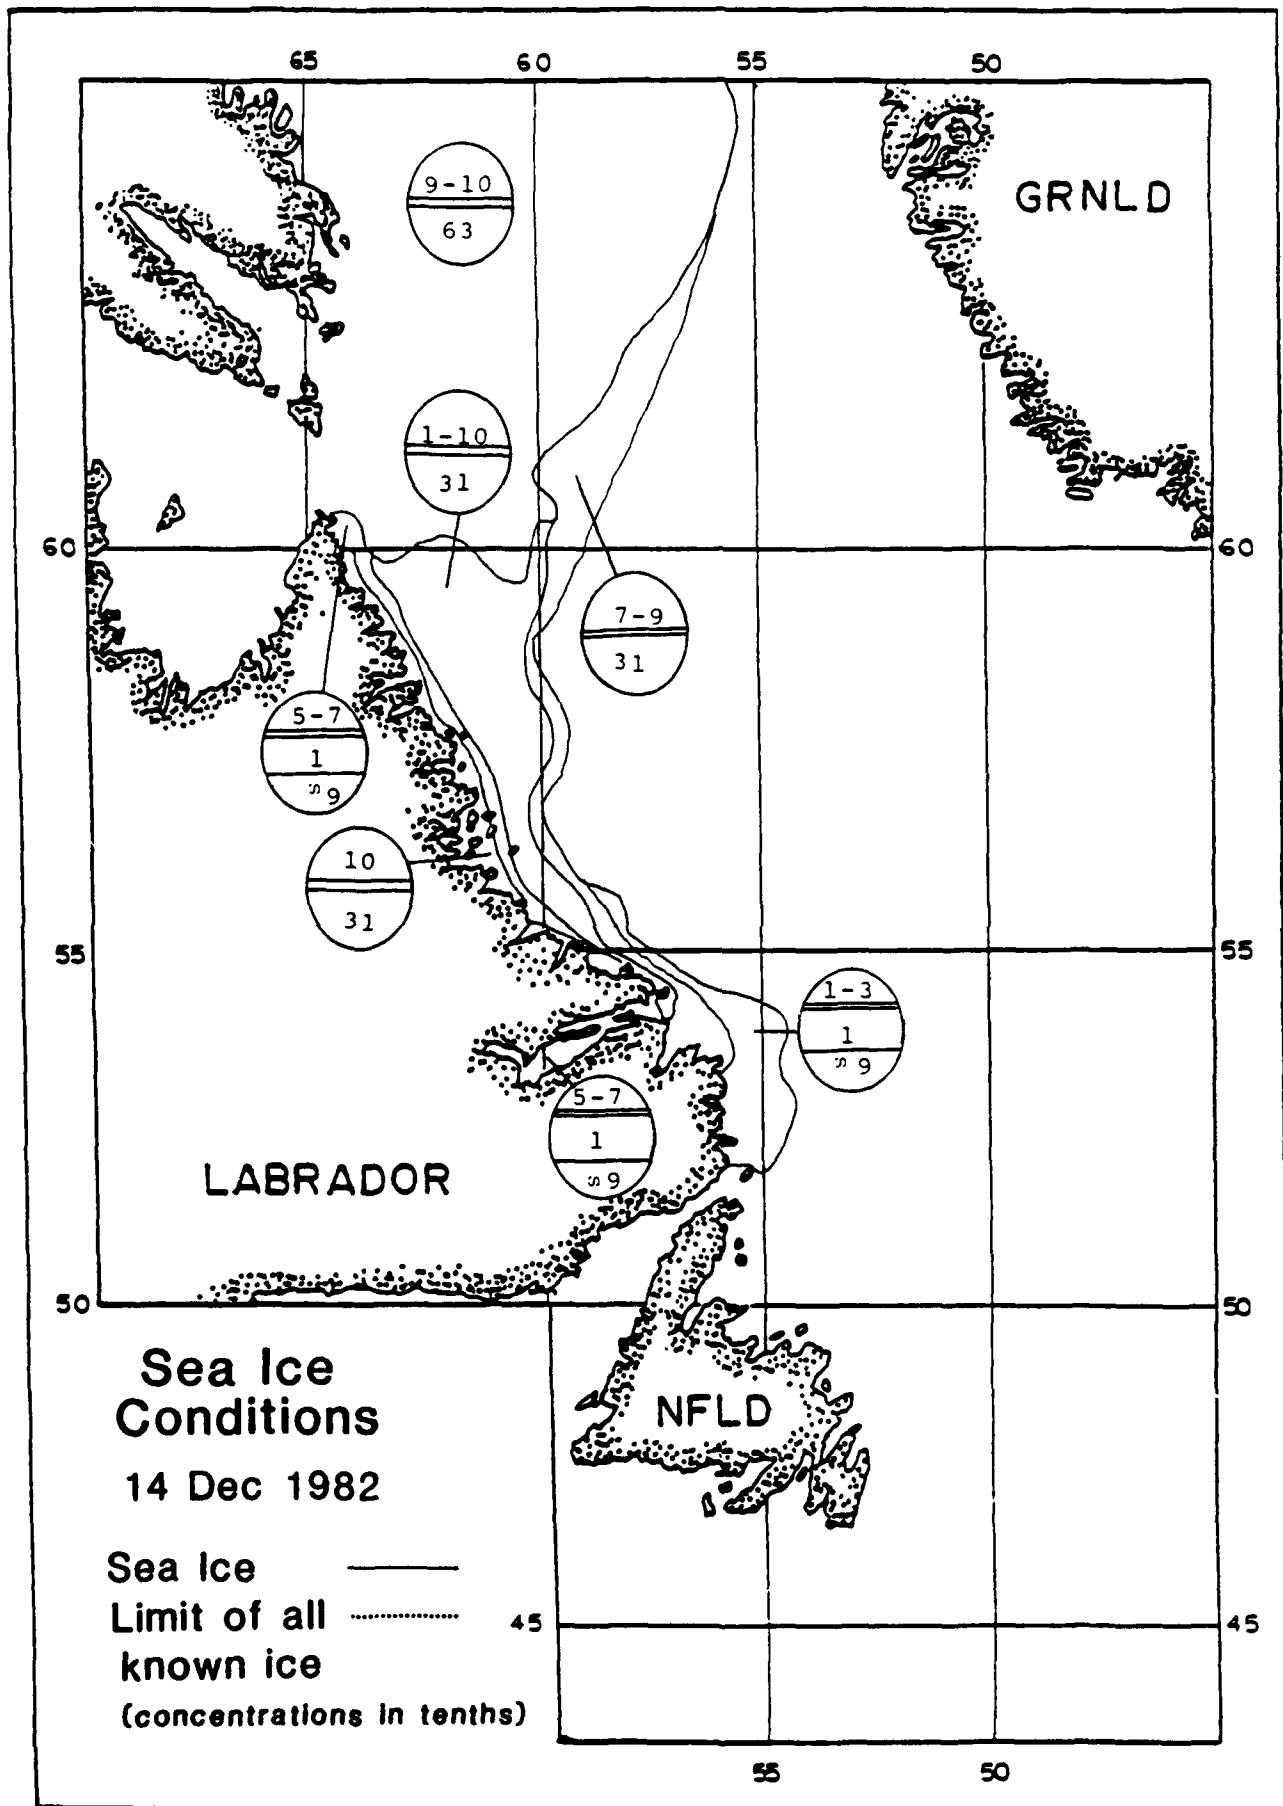 65 60 55 50
9-10
63
GRNLD
1-10
31
60 60
7-9
31
5-7
1
s 9
10
31
55 55
1-3
1
s 9
5-7
1
s 9
LABRADOR
50 50
Sea Ice
Conditions
NFLD
14 Dec 1982
Sea Ice
Limit of all
45 45
known ice
(concentrations in tenths)
55 50